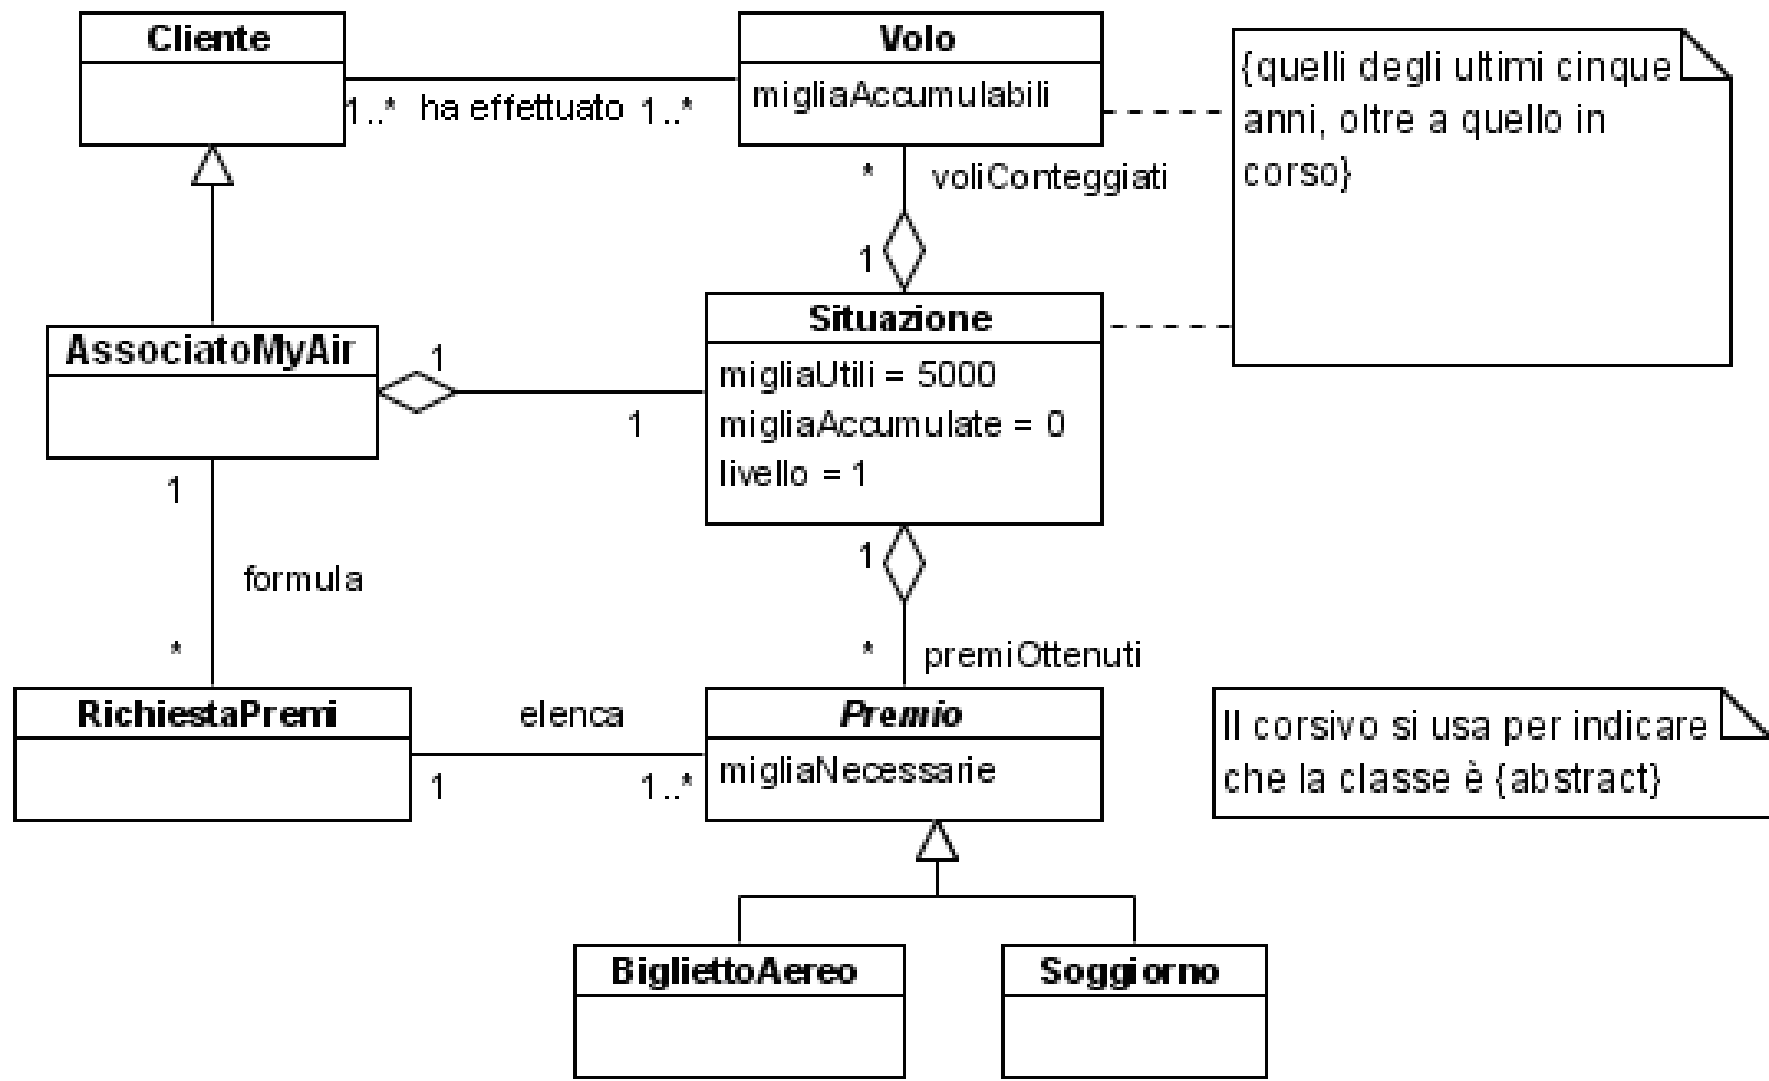 Cliente
Volo
migliaAccumulabili
{quelli degli ultimi cinque
anni, oltre a quello in
corso}
1..* ha effettuato 1..*
* voliConteggiati
1
AssociatoMyAir
1
1
Situazione
migliaUtili = 5000
migliaAccumulate = 0
livello = 1
1
formula
*
1
* premiOttenuti
RichiestaPremi
elenca
1
1..*
Premio
migliaNecessarie
Il corsivo si usa per indicare
che la classe è {abstract}
BigliettoAereo
Soggiorno